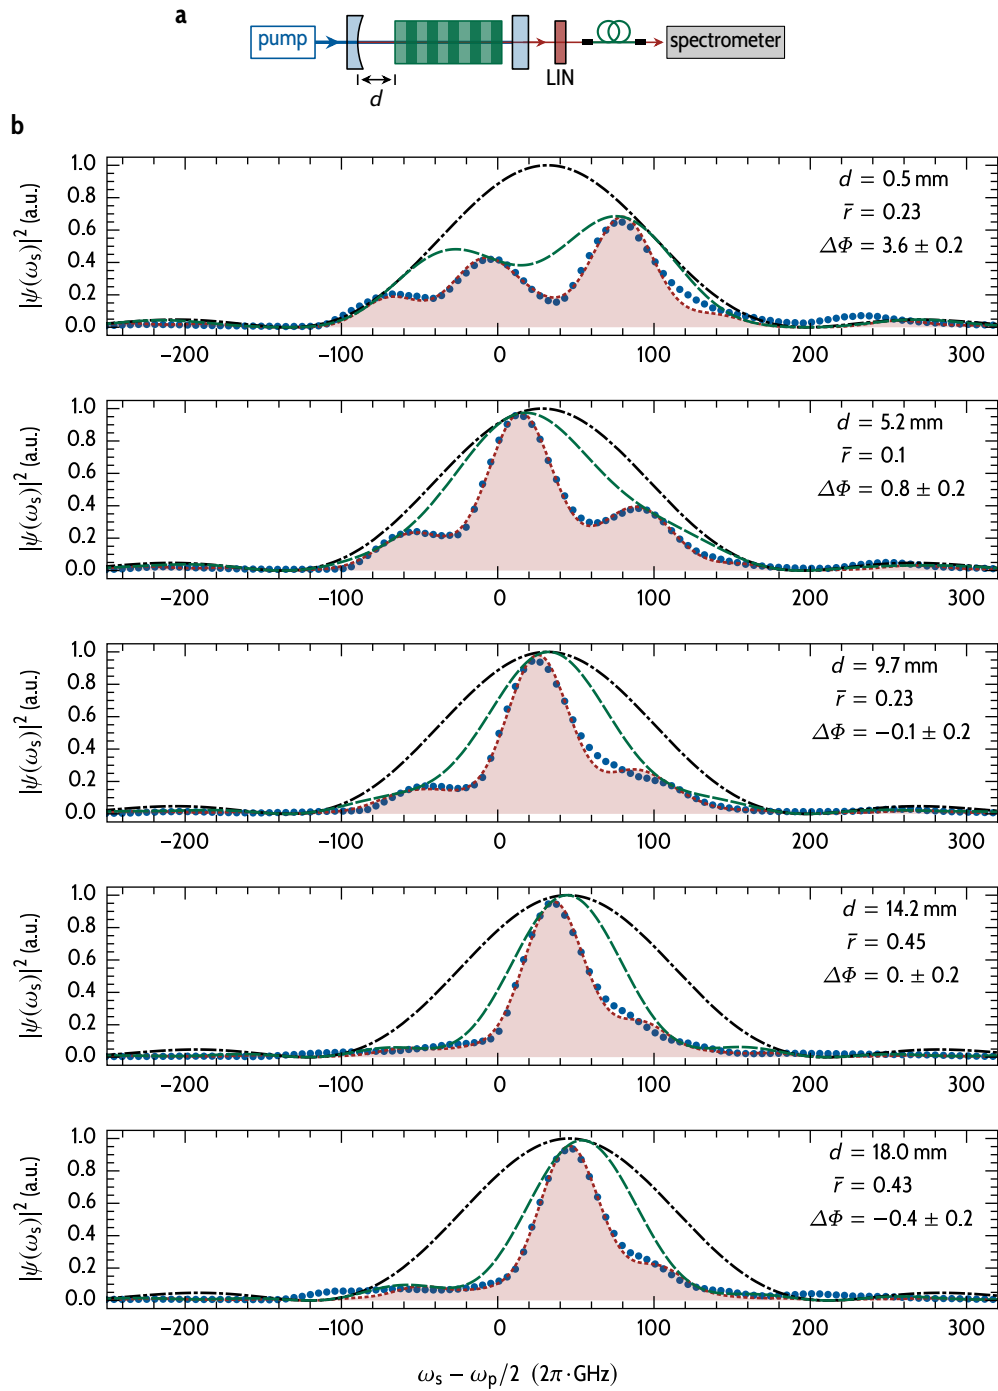 a
pump
spectrometer
LIN
d
b
|ψ(ωₛ)|² (a.u.)
1.0
0.8
0.6
0.4
0.2
0.0
d = 0.5 mm
r̄ = 0.23
ΔΦ = 3.6 ± 0.2
−200 −100 0 100 200 300
|ψ(ωₛ)|² (a.u.)
1.0
0.8
0.6
0.4
0.2
0.0
d = 5.2 mm
r̄ = 0.1
ΔΦ = 0.8 ± 0.2
−200 −100 0 100 200 300
|ψ(ωₛ)|² (a.u.)
1.0
0.8
0.6
0.4
0.2
0.0
d = 9.7 mm
r̄ = 0.23
ΔΦ = −0.1 ± 0.2
−200 −100 0 100 200 300
|ψ(ωₛ)|² (a.u.)
1.0
0.8
0.6
0.4
0.2
0.0
d = 14.2 mm
r̄ = 0.45
ΔΦ = 0. ± 0.2
−200 −100 0 100 200 300
|ψ(ωₛ)|² (a.u.)
1.0
0.8
0.6
0.4
0.2
0.0
d = 18.0 mm
r̄ = 0.43
ΔΦ = −0.4 ± 0.2
−200 −100 0 100 200 300
ωₛ − ωₚ/2 (2π·GHz)